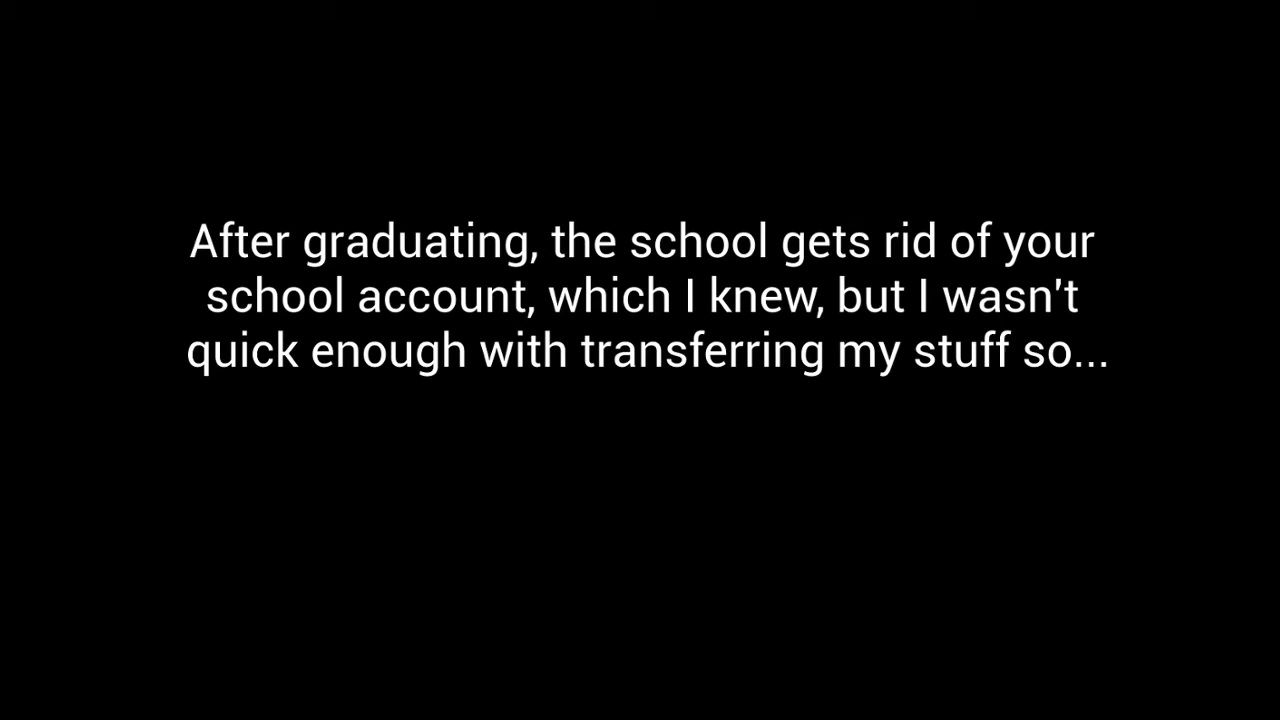 After graduating, the school gets rid of your
school account, which I knew, but I wasn't
quick enough with transferring my stuff so...